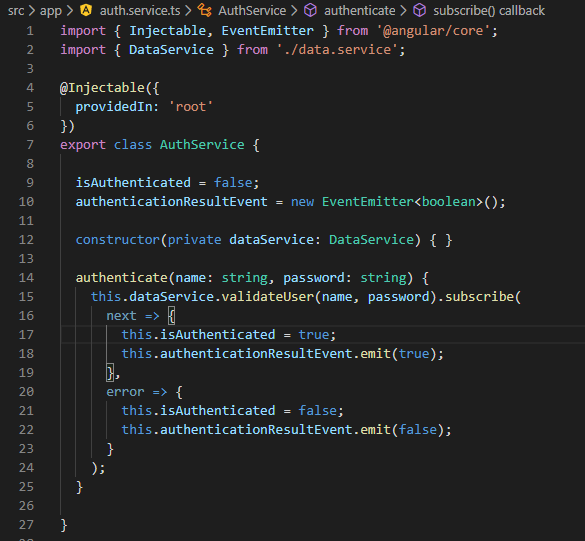 src > app > auth.service.ts > AuthService > authenticate > subscribe() callback
1 import { Injectable, EventEmitter } from '@angular/core';
2 import { DataService } from './data.service';
3
4 @Injectable({
5   providedIn: 'root'
6 })
7 export class AuthService {
8
9   isAuthenticated = false;
10   authenticationResultEvent = new EventEmitter<boolean>();
11
12   constructor(private dataService: DataService) { }
13
14   authenticate(name: string, password: string) {
15     this.dataService.validateUser(name, password).subscribe(
16       next => {
17         this.isAuthenticated = true;
18         this.authenticationResultEvent.emit(true);
19       },
20       error => {
21         this.isAuthenticated = false;
22         this.authenticationResultEvent.emit(false);
23       }
24     );
25   }
26
27 }